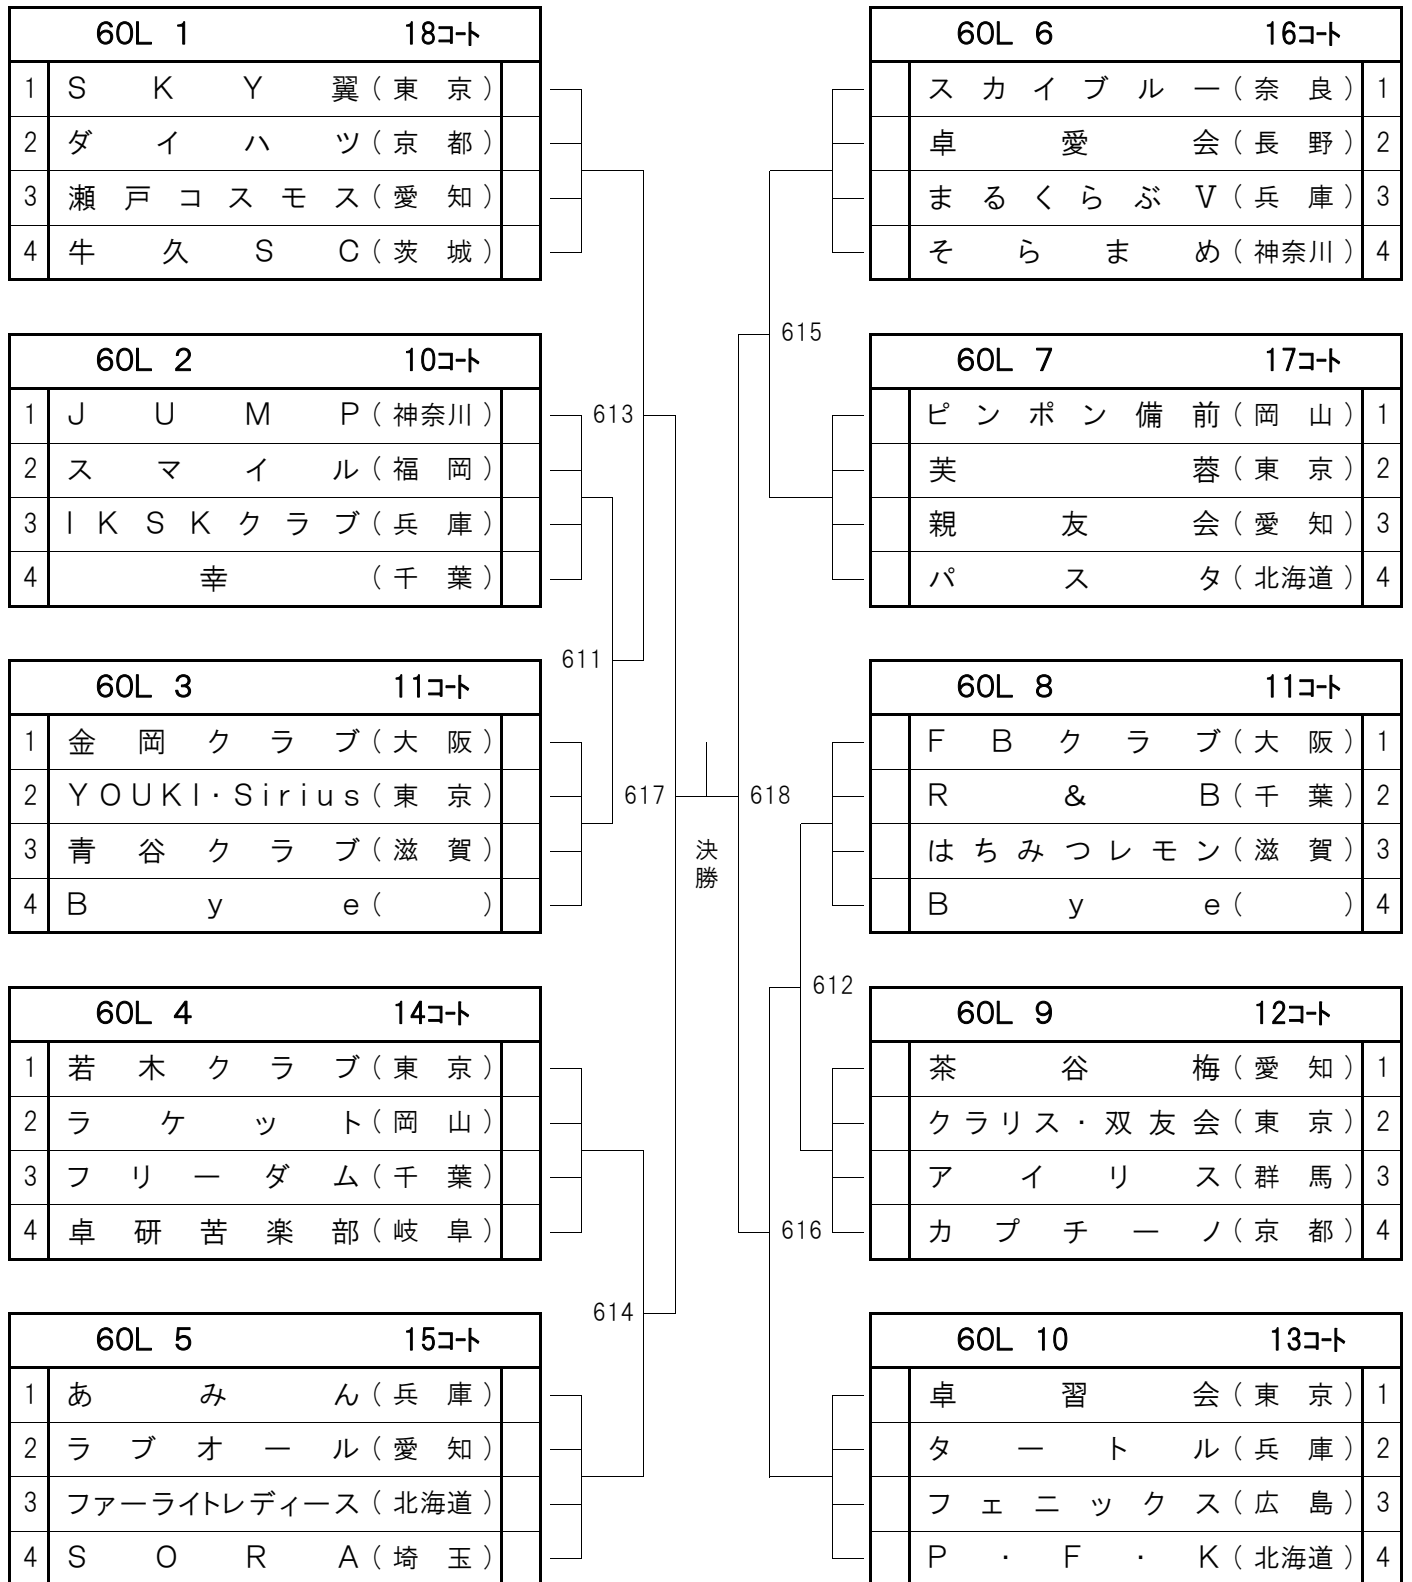 60L 1 18コート
1 SKY翼(東京)
2 ダイハツ(京都)
3 瀬戸コスモス(愛知)
4 牛久SC(茨城)
60L 2 10コート
1 JUMP(神奈川)
2 スマイル(福岡)
3 IKSKクラブ(兵庫)
4 幸(千葉)
60L 3 11コート
1 金岡クラブ(大阪)
2 YOUKI・Sirius(東京)
3 青谷クラブ(滋賀)
4 Bye( )
60L 4 14コート
1 若木クラブ(東京)
2 ラケット(岡山)
3 フリーダム(千葉)
4 卓研苦楽部(岐阜)
60L 5 15コート
1 あみん(兵庫)
2 ラブオール(愛知)
3 ファーライトレディース(北海道)
4 SORA(埼玉)
613
611
617
614
決勝
615
618
612
616
60L 6 16コート
スカイブルー(奈良) 1
卓愛会(長野) 2
まるくらぶV(兵庫) 3
そらまめ(神奈川) 4
60L 7 17コート
ピンポン備前(岡山) 1
芙蓉(東京) 2
親友会(愛知) 3
パスタ(北海道) 4
60L 8 11コート
FBクラブ(大阪) 1
R&B(千葉) 2
はちみつレモン(滋賀) 3
Bye( ) 4
60L 9 12コート
茶谷梅(愛知) 1
クラリス・双友会(東京) 2
アイリス(群馬) 3
カプチーノ(京都) 4
60L 10 13コート
卓習会(東京) 1
タートル(兵庫) 2
フェニックス(広島) 3
P・F・K(北海道) 4